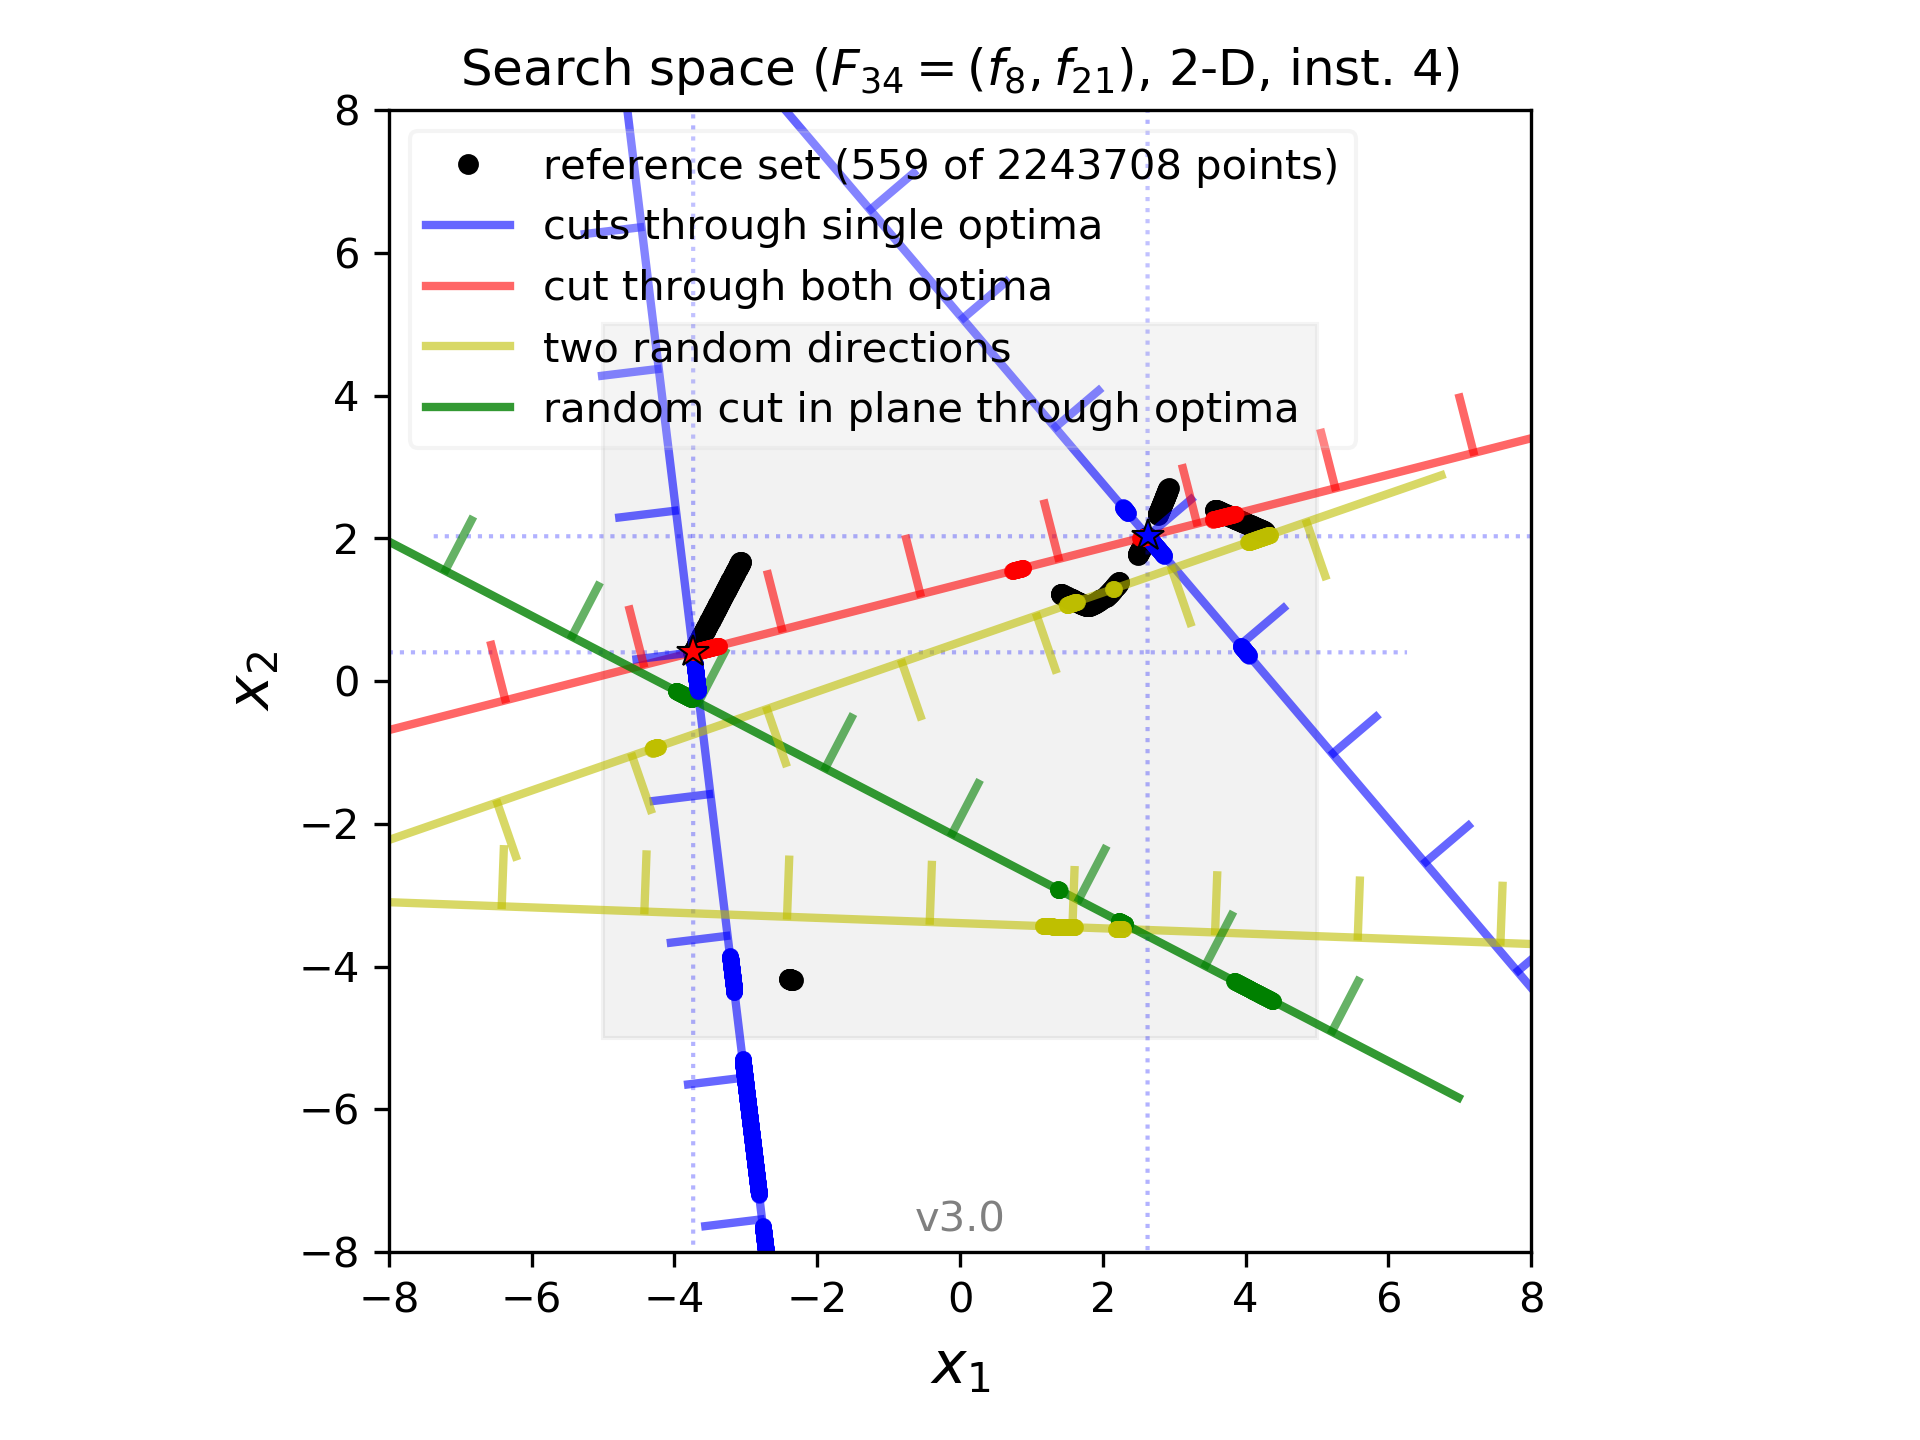 Search space (F34 = (f8, f21), 2-D, inst. 4)
reference set (559 of 2243708 points)
cuts through single optima
cut through both optima
two random directions
random cut in plane through optima
8
6
4
2
0
−2
−4
−6
−8
x2
v3.0
−8 −6 −4 −2 0 2 4 6 8
x1